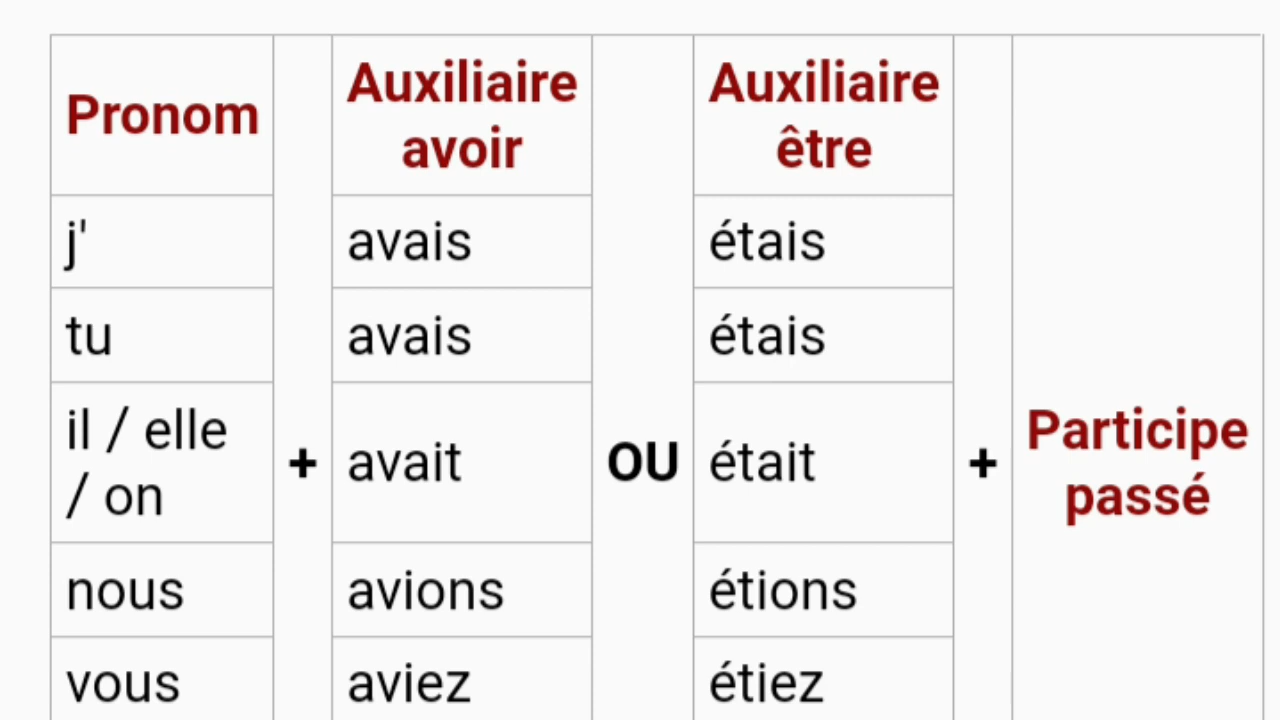 Pronom
+
Auxiliaire
avoir
OU
Auxiliaire
être
+
Participe
passé
j'
avais
étais
tu
avais
étais
il / elle
/ on
avait
était
nous
avions
étions
vous
aviez
étiez